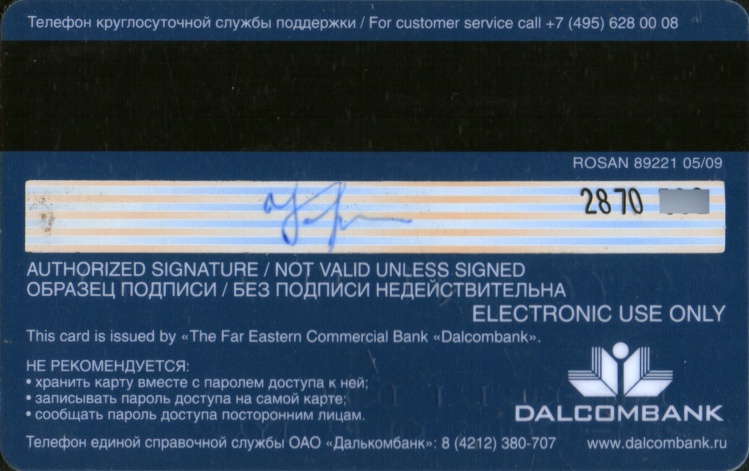 Телефон круглосуточной службы поддержки / For customer service call +7 (495) 628 00 08
ROSAN 89221 05/09
2870
AUTHORIZED SIGNATURE / NOT VALID UNLESS SIGNED
ОБРАЗЕЦ ПОДПИСИ / БЕЗ ПОДПИСИ НЕДЕЙСТВИТЕЛЬНА
ELECTRONIC USE ONLY
This card is issued by «The Far Eastern Commercial Bank «Dalcombank».
НЕ РЕКОМЕНДУЕТСЯ:
• хранить карту вместе с паролем доступа к ней;
• записывать пароль доступа на самой карте;
• сообщать пароль доступа посторонним лицам.
DALCOMBANK
Телефон единой справочной службы ОАО «Далькомбанк»: 8 (4212) 380-707 www.dalcombank.ru